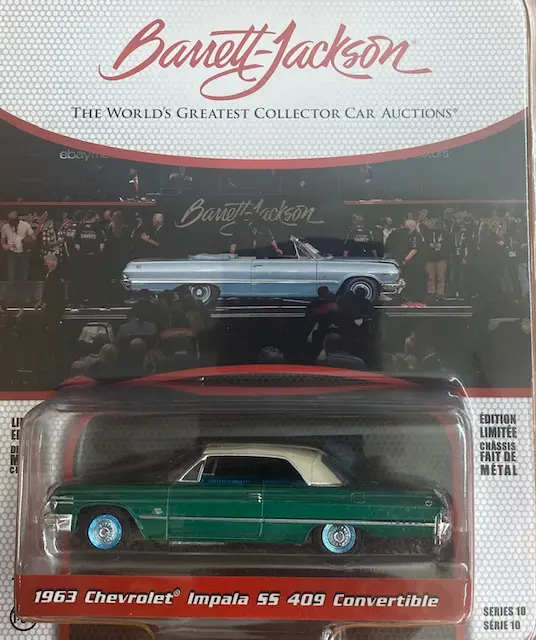 Barrett-Jackson®
THE WORLD'S GREATEST COLLECTOR CAR AUCTIONS®
Barrett-Jackson
ÉDITION
LIMITÉE
CHÂSSIS
FAIT DE
MÉTAL
1963 Chevrolet® Impala SS 409 Convertible
SERIES 10
SÉRIE 10